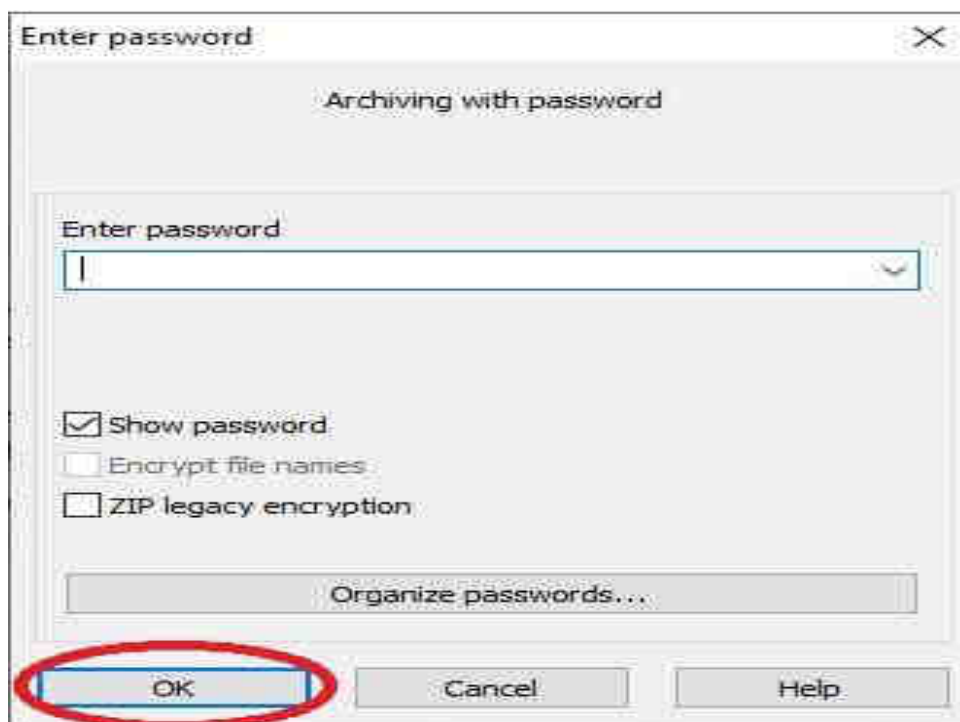 Enter password
Archiving with password
Enter password
Show password
Encrypt file names
ZIP legacy encryption
Organize passwords...
OK Cancel Help